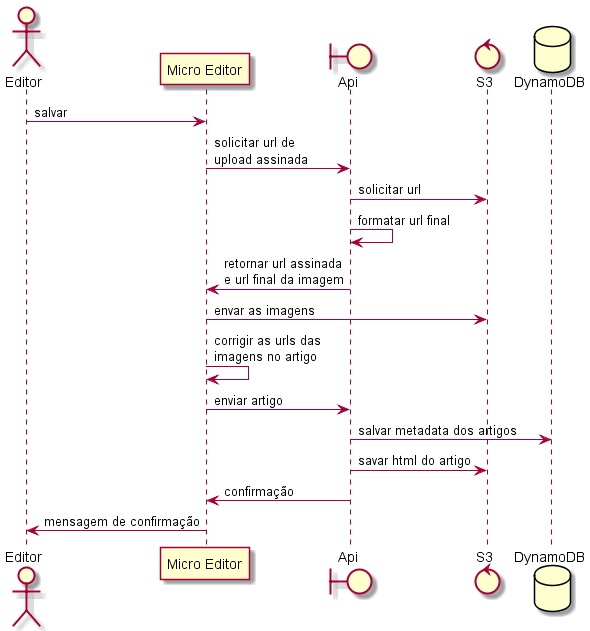 Editor
Micro Editor
Api
S3
DynamoDB
salvar
solicitar url de
upload assinada
solicitar url
formatar url final
retornar url assinada
e url final da imagem
envar as imagens
corrigir as urls das
imagens no artigo
enviar artigo
salvar metadata dos artigos
savar html do artigo
confirmação
mensagem de confirmação
Editor
Micro Editor
Api
S3
DynamoDB